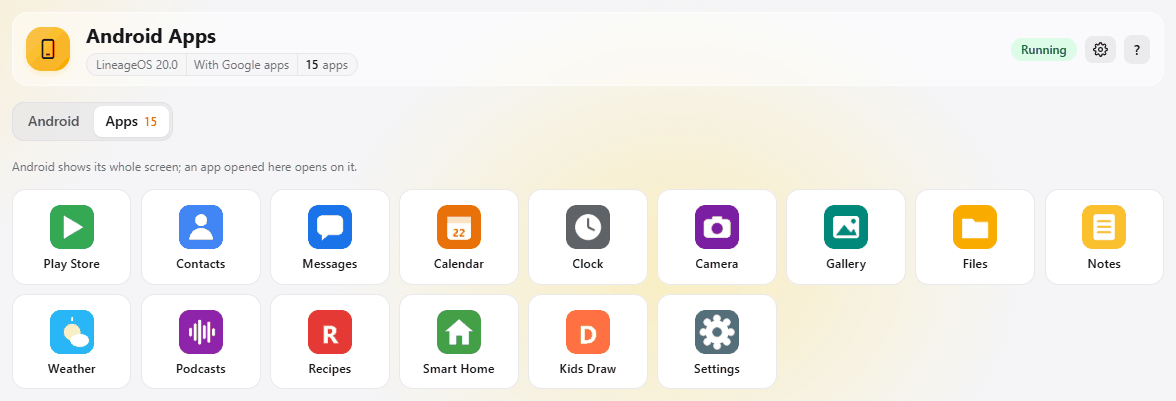 Android Apps
LineageOS 20.0 With Google apps 15 apps
Running ?
Android Apps 15
Android shows its whole screen; an app opened here opens on it.
22
Play Store Contacts Messages Calendar Clock Camera Gallery Files Notes
R D
Weather Podcasts Recipes Smart Home Kids Draw Settings